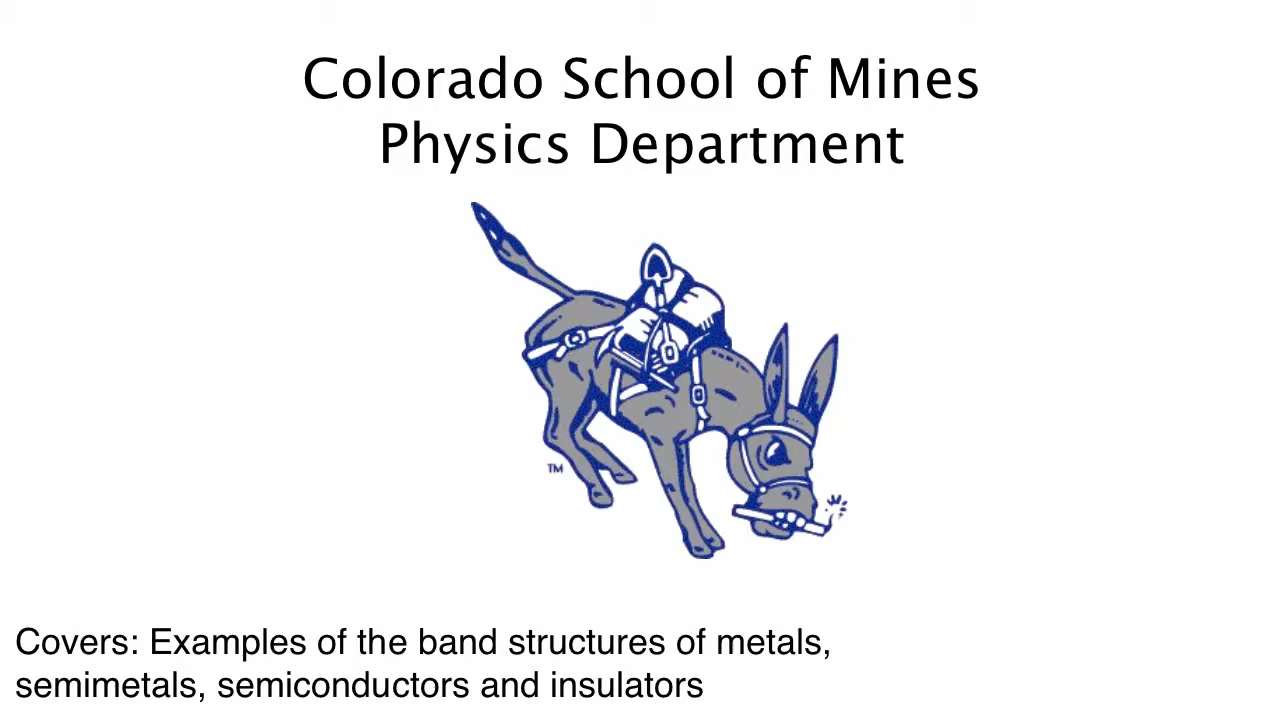 Colorado School of Mines
Physics Department
TM
Covers: Examples of the band structures of metals,
semimetals, semiconductors and insulators